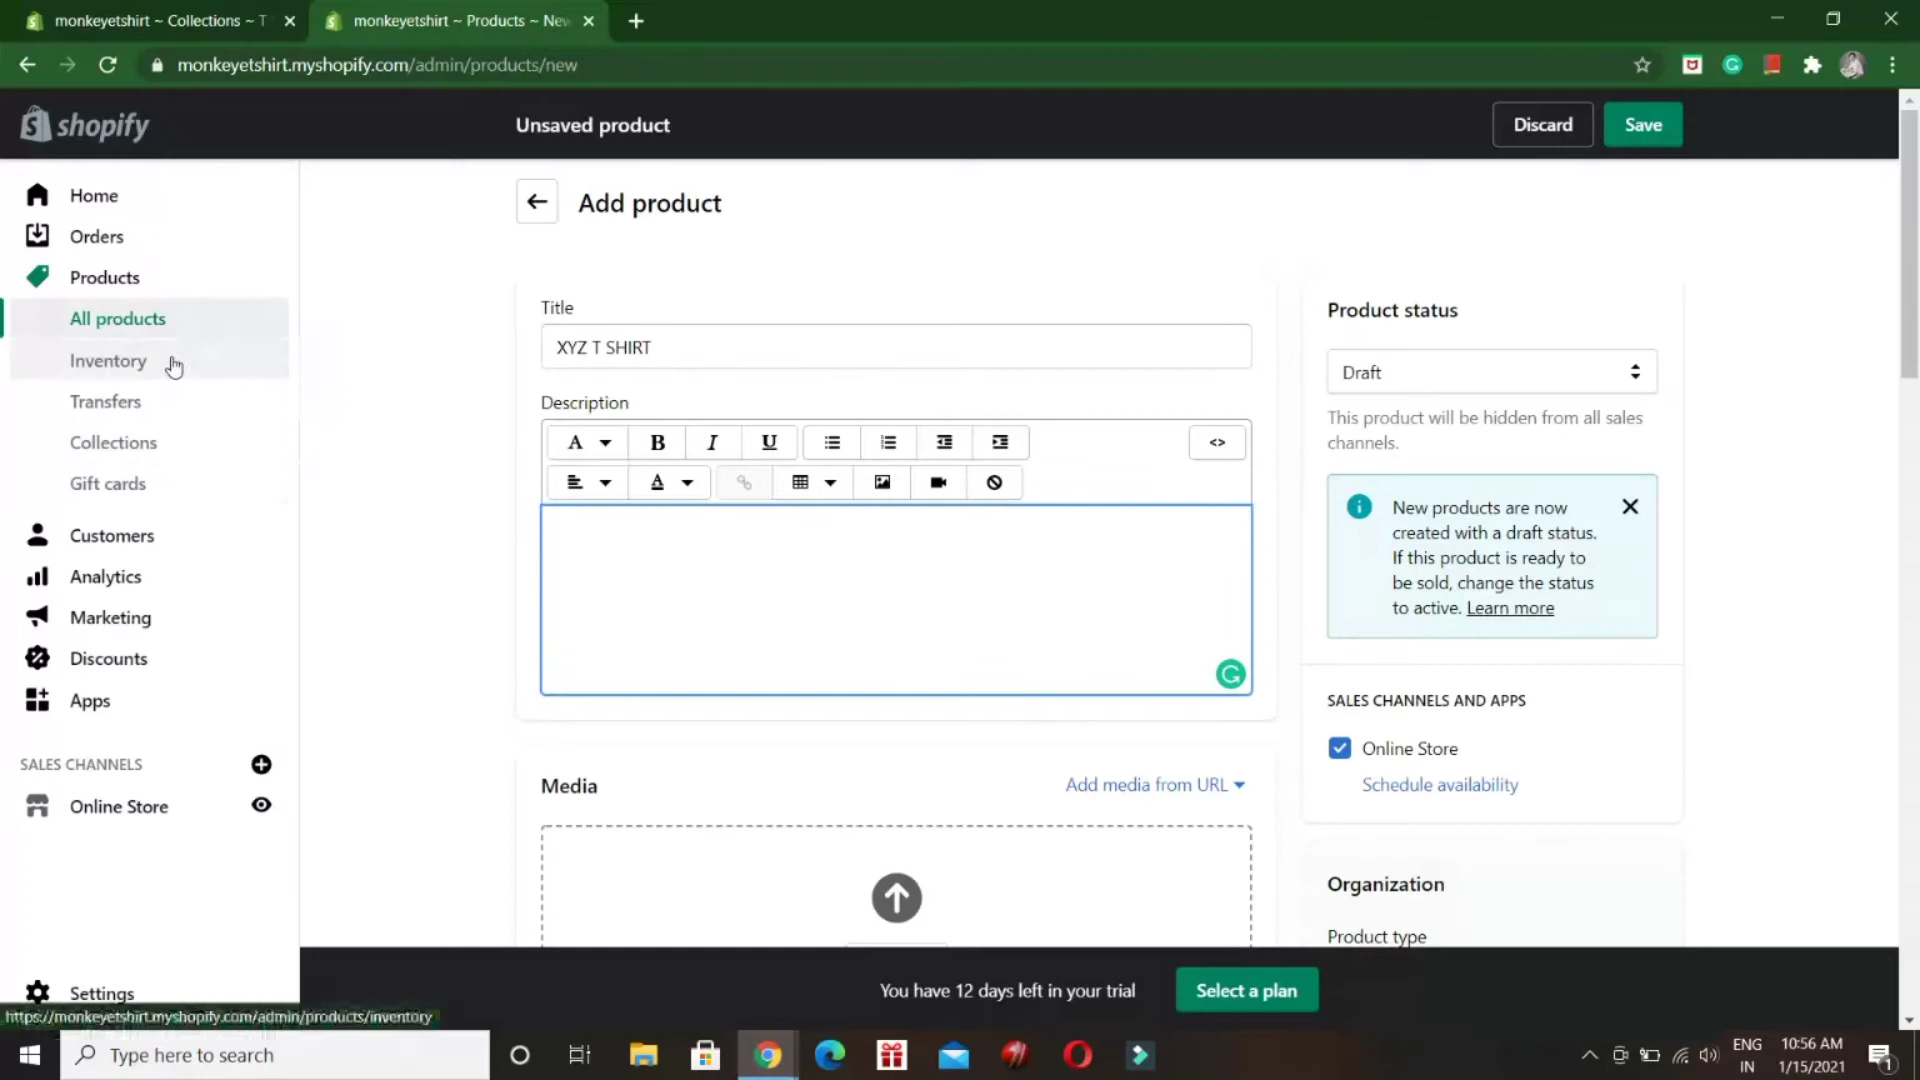 monkeyetshirt ~ Collections ~ T
monkeyetshirt ~ Products ~ New
monkeyetshirt.myshopify.com/admin/products/new
shopify
Unsaved product
Discard
Save
Home
Orders
Products
All products
Inventory
Transfers
Collections
Gift cards
Customers
Analytics
Marketing
Discounts
Apps
SALES CHANNELS
Online Store
Settings
https://monkeyetshirt.myshopify.com/admin/products/inventory
Add product
Title
XYZ T SHIRT
Description
A
B
I
U
<>
A
Media
Add media from URL
Product status
Draft
This product will be hidden from all sales
channels.
New products are now
created with a draft status.
If this product is ready to
be sold, change the status
to active. Learn more
SALES CHANNELS AND APPS
Online Store
Schedule availability
Organization
Product type
You have 12 days left in your trial
Select a plan
Type here to search
ENG
IN
10:56 AM
1/15/2021
1